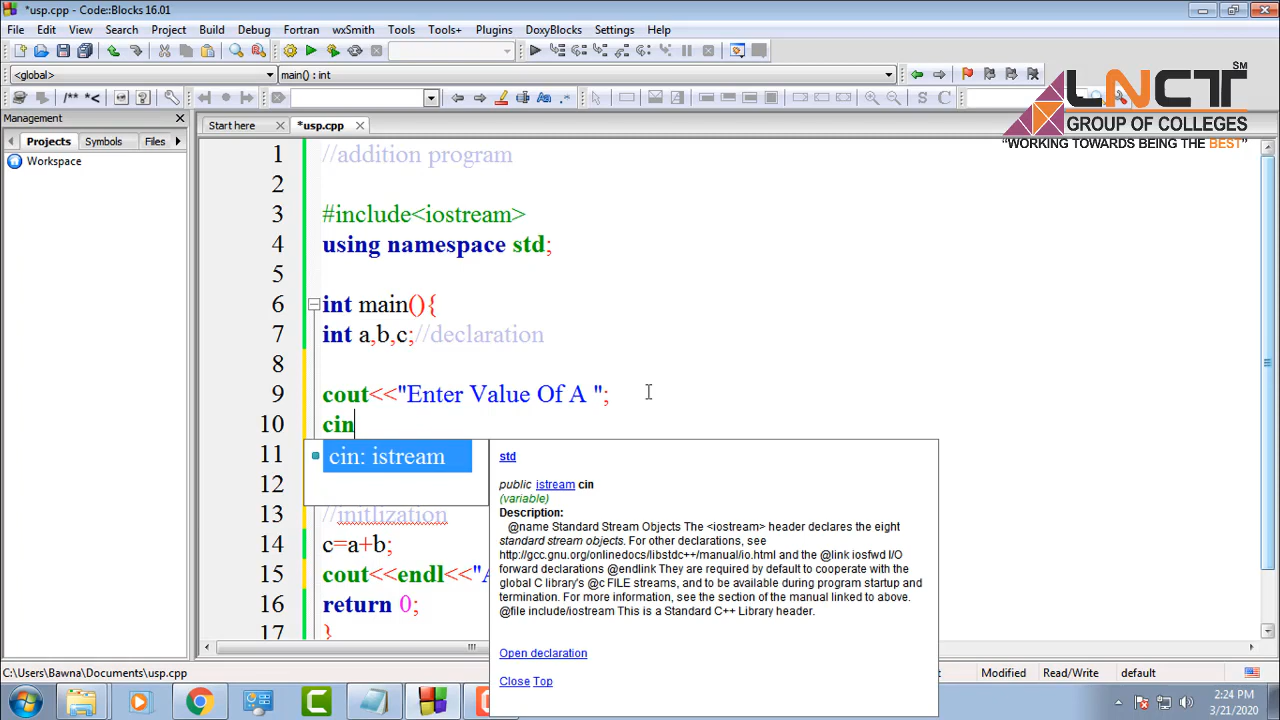 *usp.cpp - Code::Blocks 16.01
File Edit View Search Project Build Debug Fortran wxSmith Tools Tools+ Plugins DoxyBlocks Settings Help
<global> main() : int
/** *<
S C
LNCT SM
GROUP OF COLLEGES
"WORKING TOWARDS BEING THE BEST"
Management
Projects Symbols Files
Workspace
Start here *usp.cpp
1 //addition program
2
3 #include<iostream>
4 using namespace std;
5
6 int main(){
7 int a,b,c;//declaration
8
9 cout<<"Enter Value Of A ";
10 cin
11
12
13 //initlization
14 c=a+b;
15 cout<<endl<<"A
16 return 0;
17 }
cin: istream
std
public istream cin
(variable)
Description:
@name Standard Stream Objects The <iostream> header declares the eight
standard stream objects. For other declarations, see
http://gcc.gnu.org/onlinedocs/libstdc++/manual/io.html and the @link iosfwd I/O
forward declarations @endlink They are required by default to cooperate with the
global C library's @c FILE streams, and to be available during program startup and
termination. For more information, see the section of the manual linked to above.
@file include/iostream This is a Standard C++ Library header.
Open declaration
Close Top
C:\Users\Bawna\Documents\usp.cpp
Modified Read/Write default
2:24 PM
3/21/2020